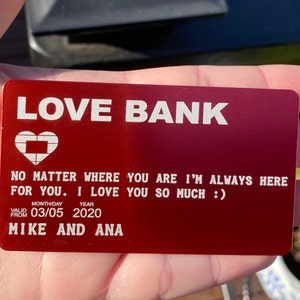 LOVE BANK
NO MATTER WHERE YOU ARE I'M ALWAYS HERE
FOR YOU. I LOVE YOU SO MUCH :)
MONTH/DAY YEAR
VALID FROM 03/05 2020
MIKE AND ANA